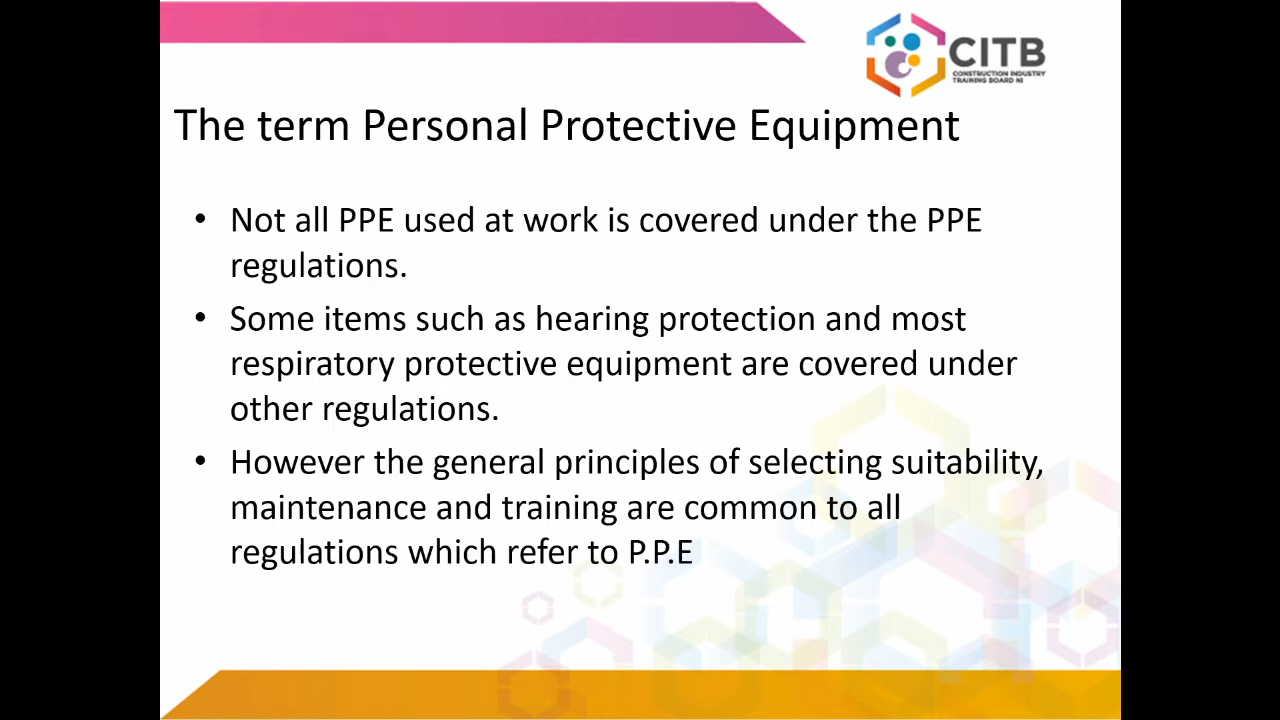 CITB
CONSTRUCTION INDUSTRY
TRAINING BOARD NI
The term Personal Protective Equipment
• Not all PPE used at work is covered under the PPE
regulations.
• Some items such as hearing protection and most
respiratory protective equipment are covered under
other regulations.
• However the general principles of selecting suitability,
maintenance and training are common to all
regulations which refer to P.P.E